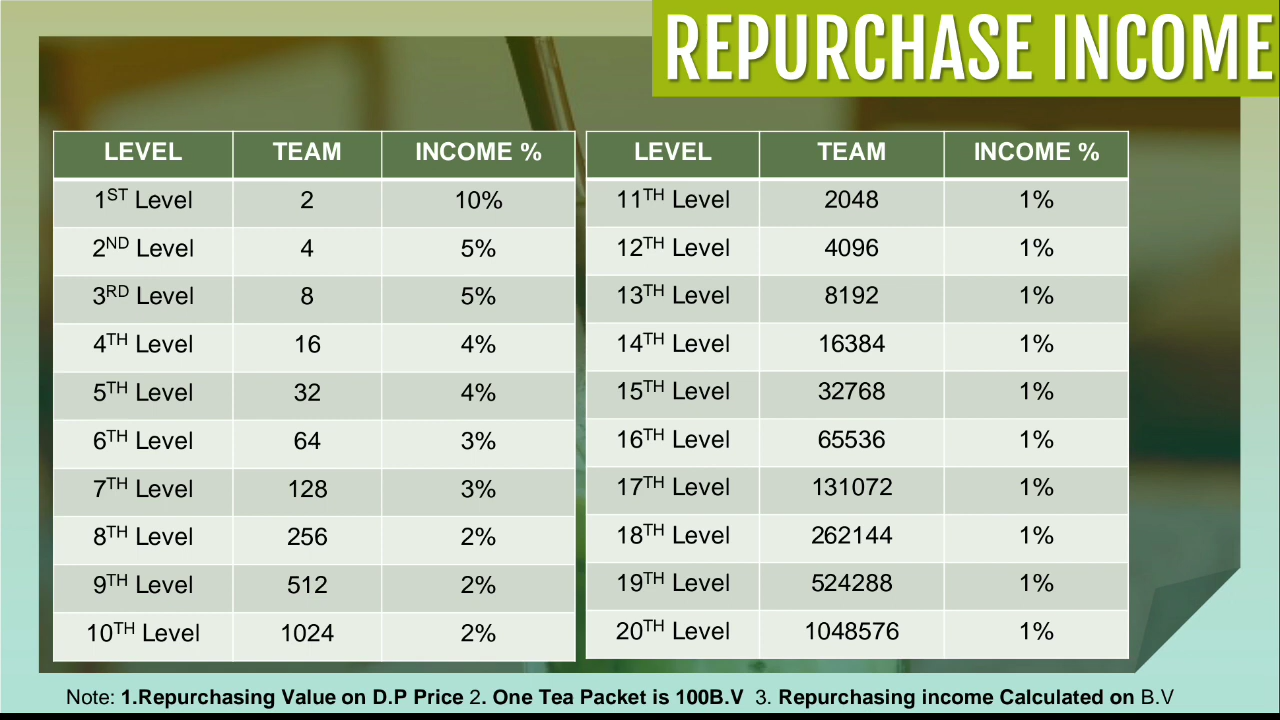 REPURCHASE INCOME
LEVEL TEAM INCOME %
1ST Level 2 10%
2ND Level 4 5%
3RD Level 8 5%
4TH Level 16 4%
5TH Level 32 4%
6TH Level 64 3%
7TH Level 128 3%
8TH Level 256 2%
9TH Level 512 2%
10TH Level 1024 2%
LEVEL TEAM INCOME %
11TH Level 2048 1%
12TH Level 4096 1%
13TH Level 8192 1%
14TH Level 16384 1%
15TH Level 32768 1%
16TH Level 65536 1%
17TH Level 131072 1%
18TH Level 262144 1%
19TH Level 524288 1%
20TH Level 1048576 1%
Note: 1.Repurchasing Value on D.P Price 2. One Tea Packet is 100B.V 3. Repurchasing income Calculated on B.V